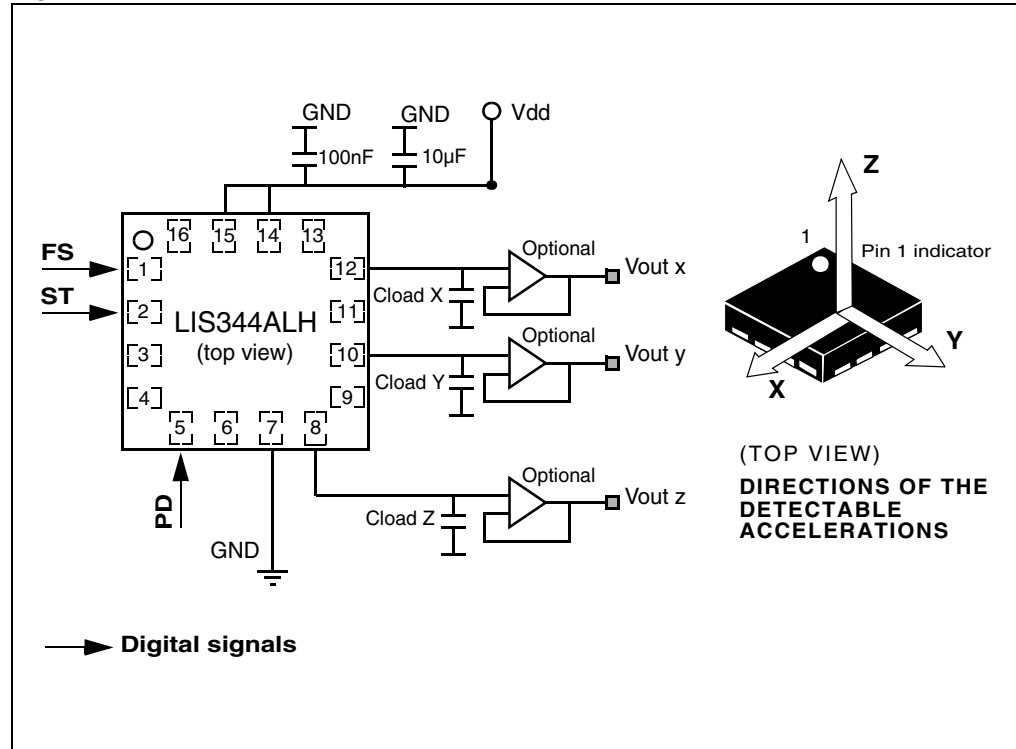 GND
GND
Vdd
100nF
10µF
16
15
14
13
FS
1
ST
2
3
4
LIS344ALH
(top view)
12
11
10
9
5
6
7
8
PD
GND
Cload X
Optional
Vout x
Cload Y
Optional
Vout y
Cload Z
Optional
Vout z
Z
1
Pin 1 indicator
Y
X
(TOP VIEW)
DIRECTIONS OF THE
DETECTABLE
ACCELERATIONS
Digital signals